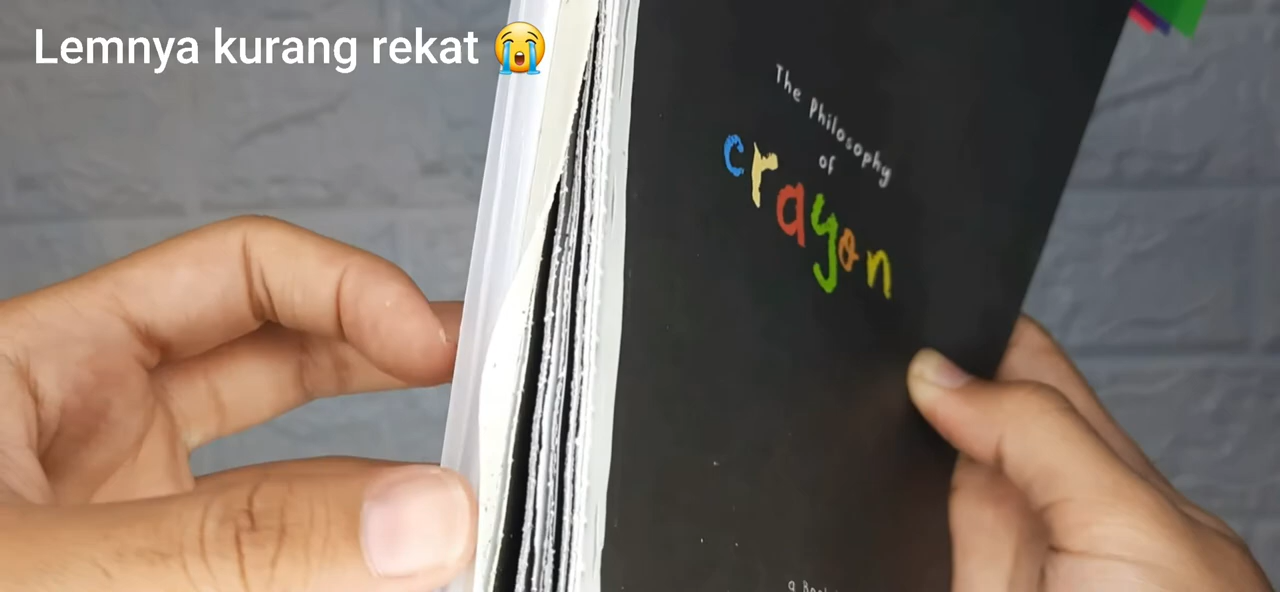 Lemnya kurang rekat 😭
The Philosophy
of
crayon
a